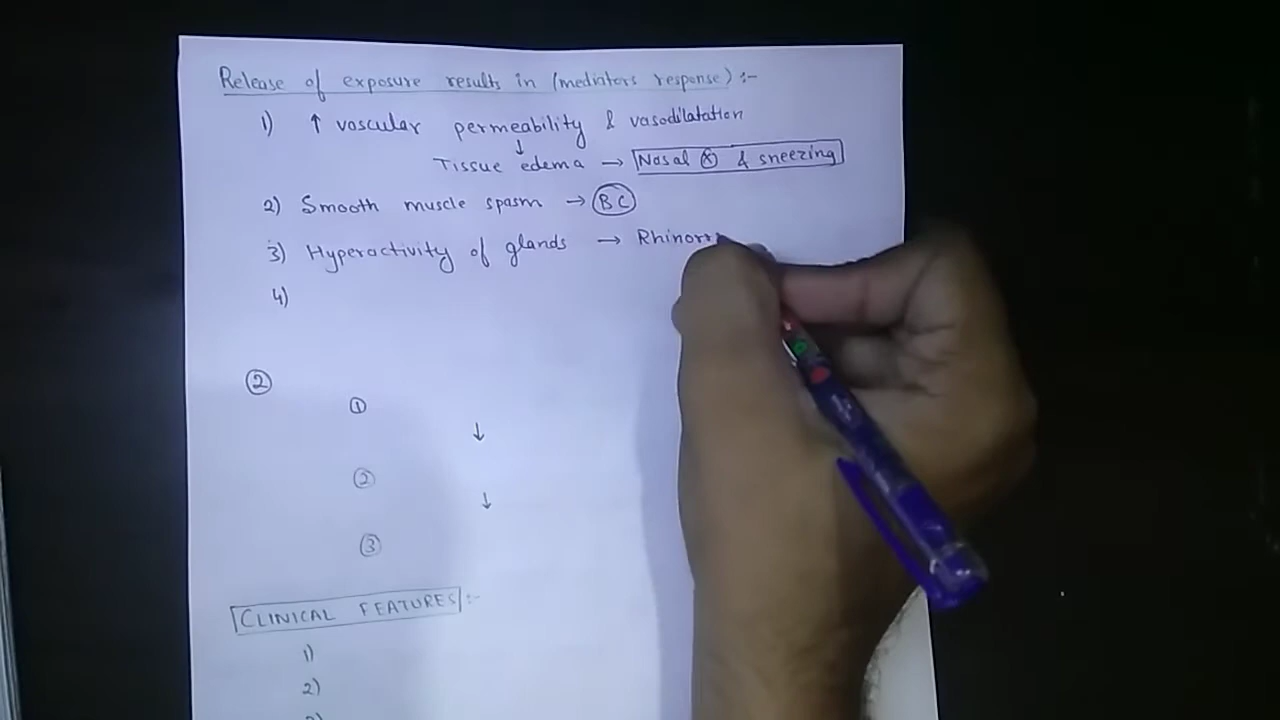 Release of exposure results in (mediators response) :-
1) ↑ vascular permeability & vasodilatation
↓
Tissue edema → Nasal ⓧ & sneezing
2) Smooth muscle spasm → BC
3) Hyperactivity of glands → Rhinorr
4)
②
①
↓
②
↓
③
CLINICAL FEATURES :-
1)
2)